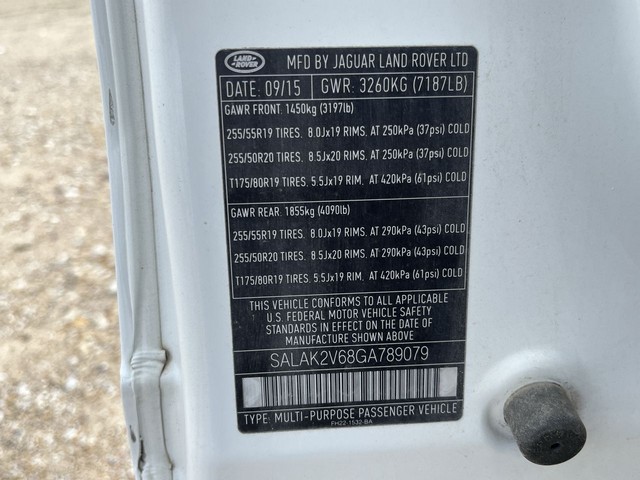 LAND-ROVER
MFD BY JAGUAR LAND ROVER LTD
DATE: 09/15 GWR: 3260KG (7187LB)
GAWR FRONT: 1450kg (3197lb)
255/55R19 TIRES. 8.0Jx19 RIMS. AT 250kPa (37psi) COLD
255/50R20 TIRES. 8.5Jx20 RIMS. AT 250kPa (37psi) COLD
T175/80R19 TIRES. 5.5Jx19 RIM, AT 420kPa (61psi) COLD
GAWR REAR: 1855kg (4090lb)
255/55R19 TIRES. 8.0Jx19 RIMS. AT 290kPa (43psi) COLD
255/50R20 TIRES. 8.5Jx20 RIMS. AT 290kPa (43psi) COLD
T175/80R19 TIRES. 5.5Jx19 RIM, AT 420kPa (61psi) COLD
THIS VEHICLE CONFORMS TO ALL APPLICABLE
U.S. FEDERAL MOTOR VEHICLE SAFETY
STANDARDS IN EFFECT ON THE DATE OF
MANUFACTURE SHOWN ABOVE
SALAK2V68GA789079
TYPE: MULTI-PURPOSE PASSENGER VEHICLE
FH22-1532-BA